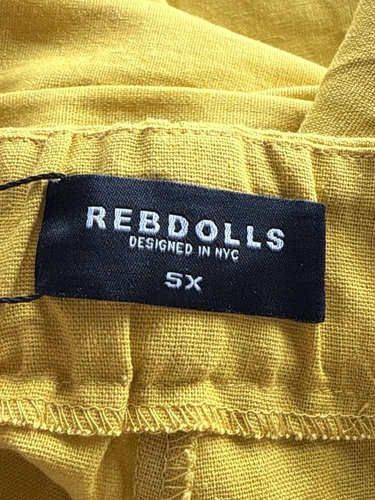 REBDOLLS
DESIGNED IN NYC
5X